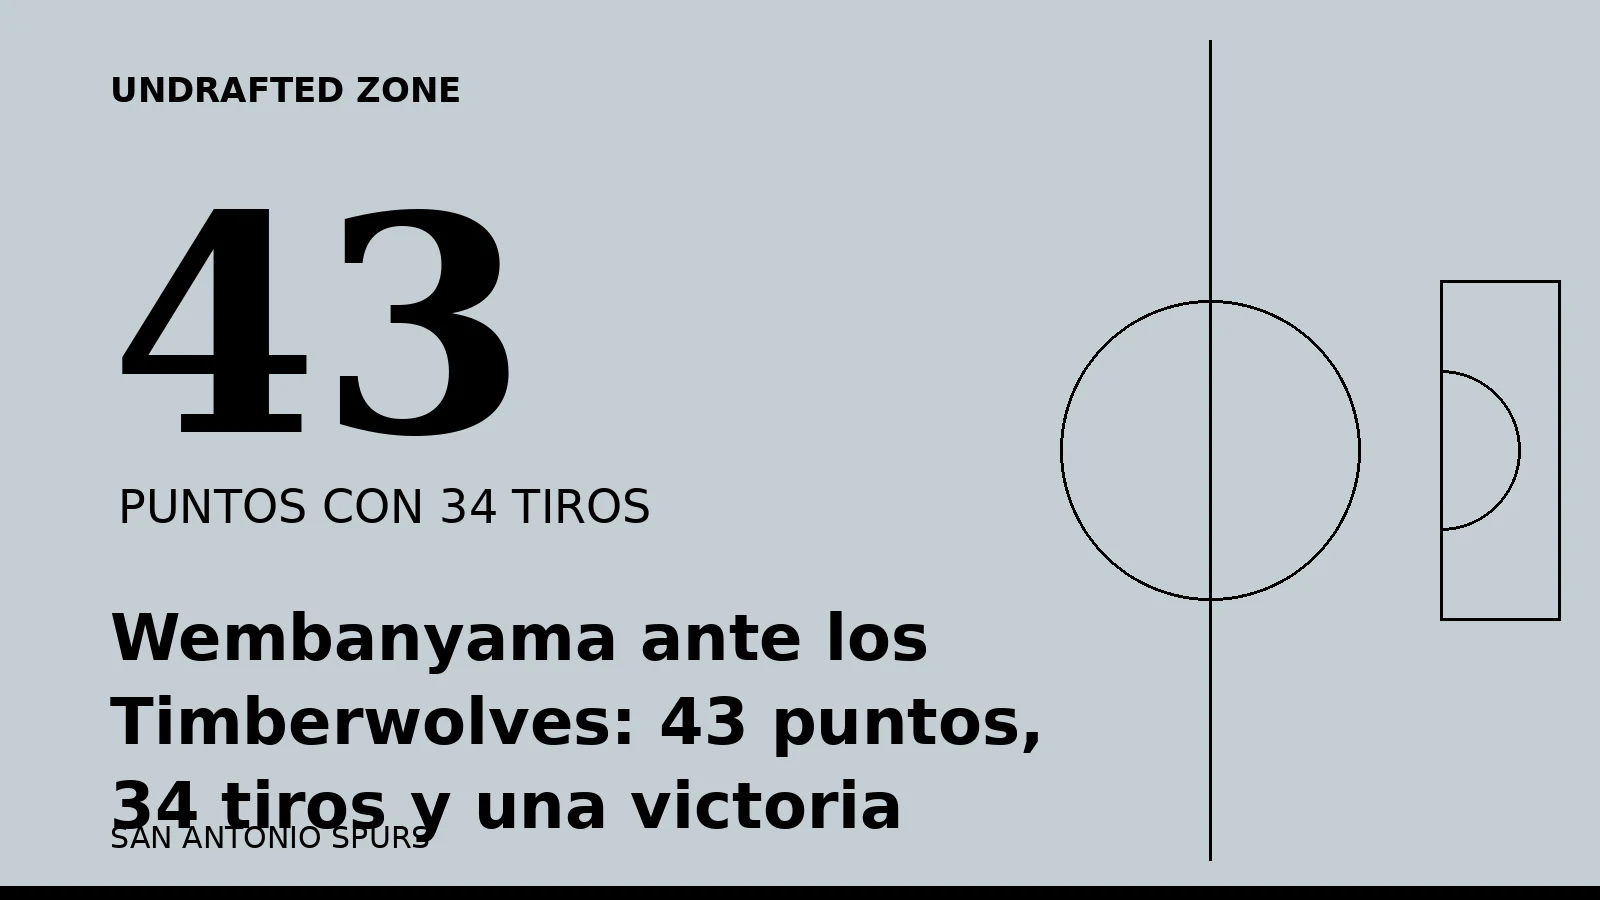 UNDRAFTED ZONE
43
PUNTOS CON 34 TIROS
Wembanyama ante los
Timberwolves: 43 puntos,
34 tiros y una victoria
SAN ANTONIO SPURS